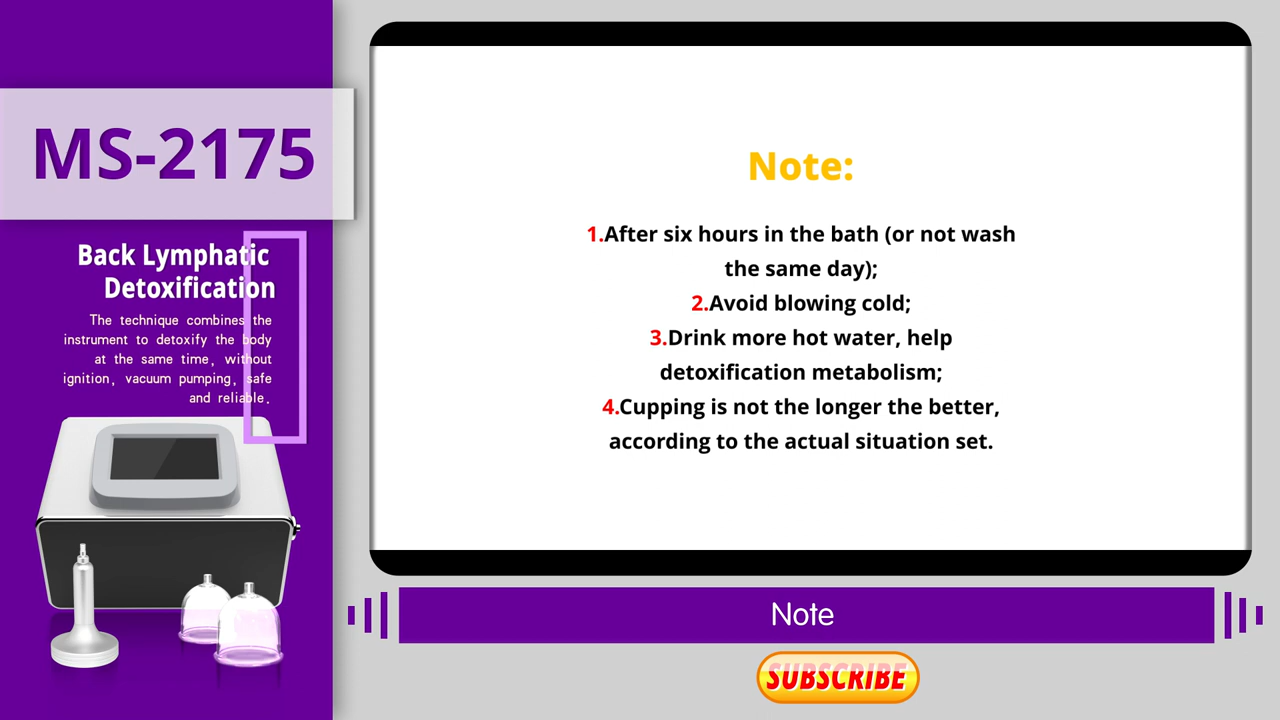 MS-2175
Back Lymphatic
Detoxification
The technique combines the
instrument to detoxify the body
at the same time, without
ignition, vacuum pumping, safe
and reliable.
Note:
1.After six hours in the bath (or not wash
the same day);
2.Avoid blowing cold;
3.Drink more hot water, help
detoxification metabolism;
4.Cupping is not the longer the better,
according to the actual situation set.
Note
SUBSCRIBE